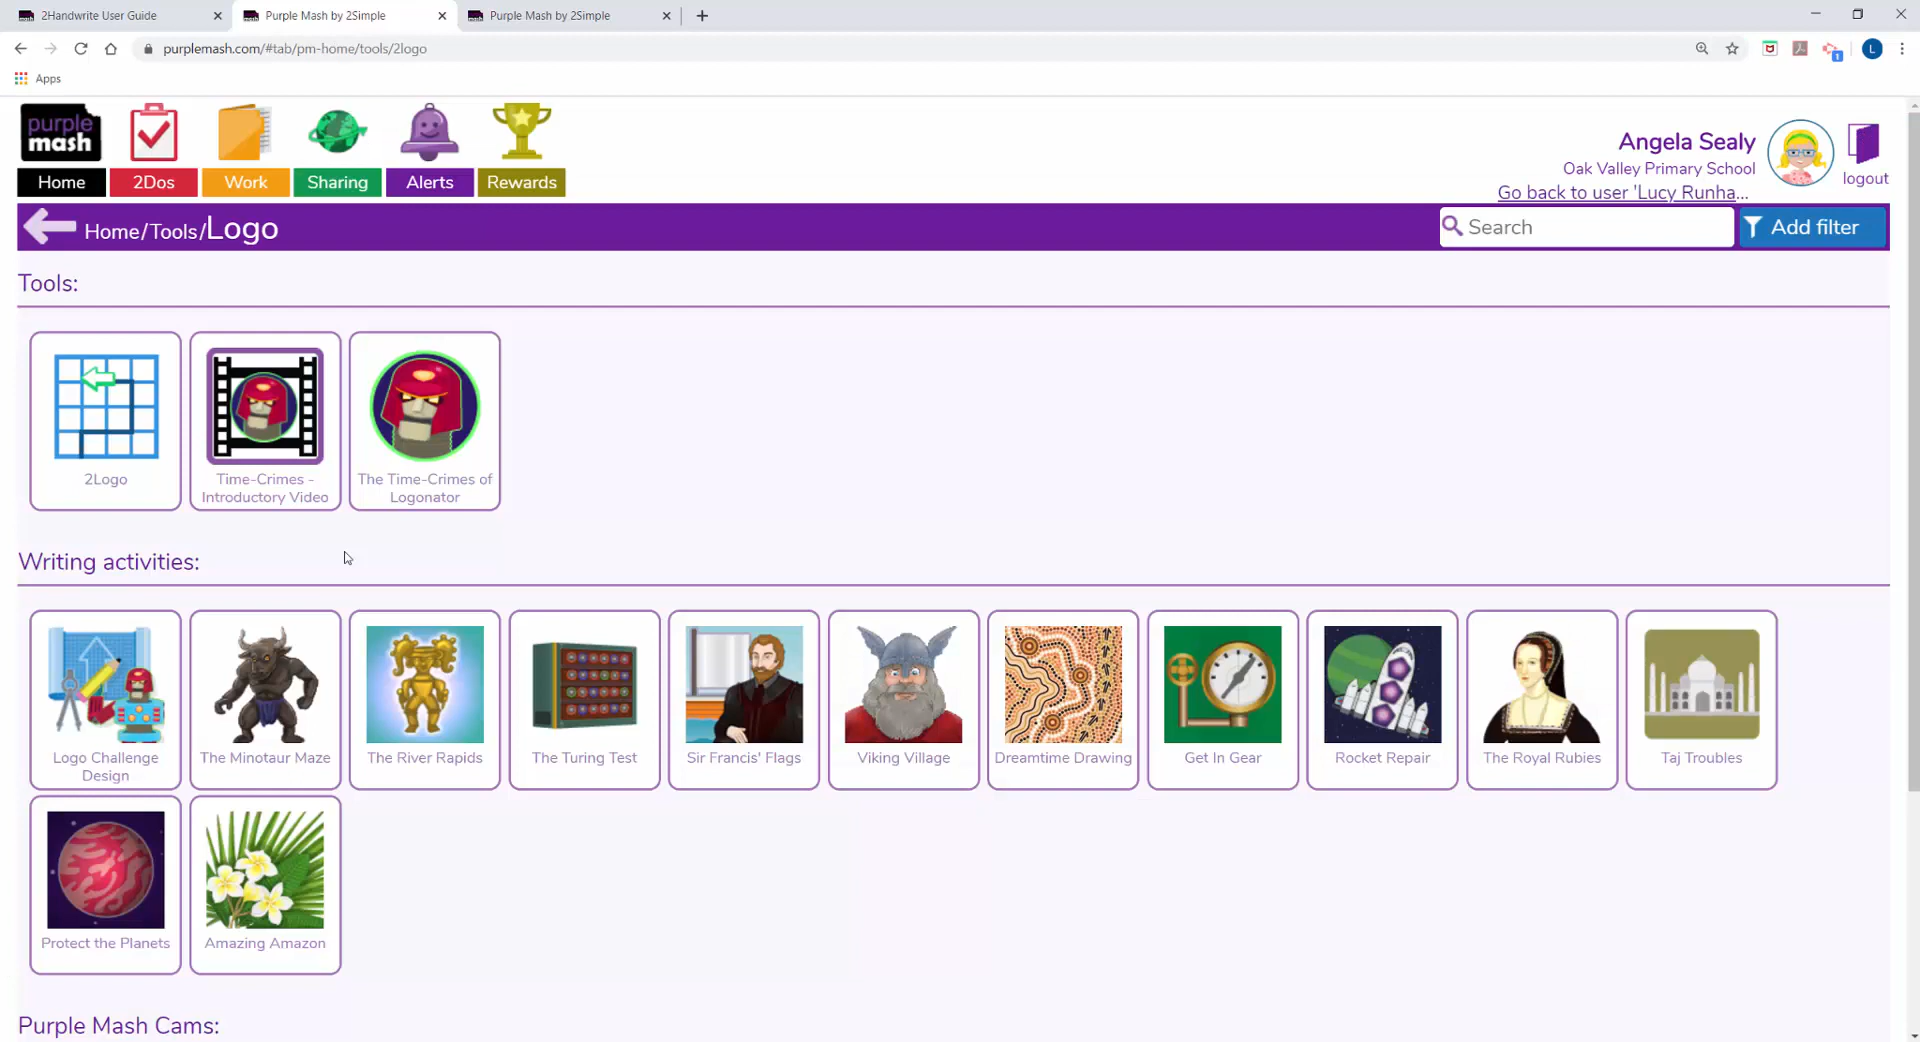 2Handwrite User Guide
Purple Mash by 2Simple
Purple Mash by 2Simple
purplemash.com/#tab/pm-home/tools/2logo
1
L
Apps
purple
mash
Home
2Dos
Work
Sharing
Alerts
Rewards
Angela Sealy
Oak Valley Primary School
Go back to user 'Lucy Runha...
logout
Home/Tools/Logo
Search
Add filter
Tools:
2Logo
Time-Crimes -
Introductory Video
The Time-Crimes of
Logonator
Writing activities:
Logo Challenge
Design
The Minotaur Maze
The River Rapids
The Turing Test
Sir Francis' Flags
Viking Village
Dreamtime Drawing
Get In Gear
Rocket Repair
The Royal Rubies
Taj Troubles
Protect the Planets
Amazing Amazon
Purple Mash Cams: